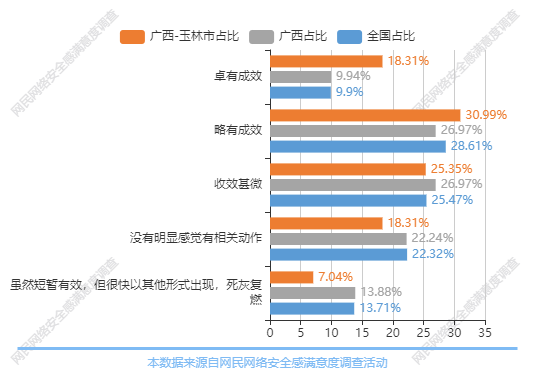 广西-玉林市占比 广西占比 全国占比
卓有成效 18.31% 9.94% 9.9%
略有成效 30.99% 26.97% 28.61%
收效甚微 25.35% 26.97% 25.47%
没有明显感觉有相关动作 18.31% 22.24% 22.32%
虽然短暂有效，但很快以其他形式出现，死灰复
燃 7.04% 13.88% 13.71%
0 5 10 15 20 25 30 35
本数据来源自网民网络安全感满意度调查活动
网民网络安全感满意度调查
网民网络安全感满意度调查
网民网络安全感满意度调查
网民网络安全感满意度调查